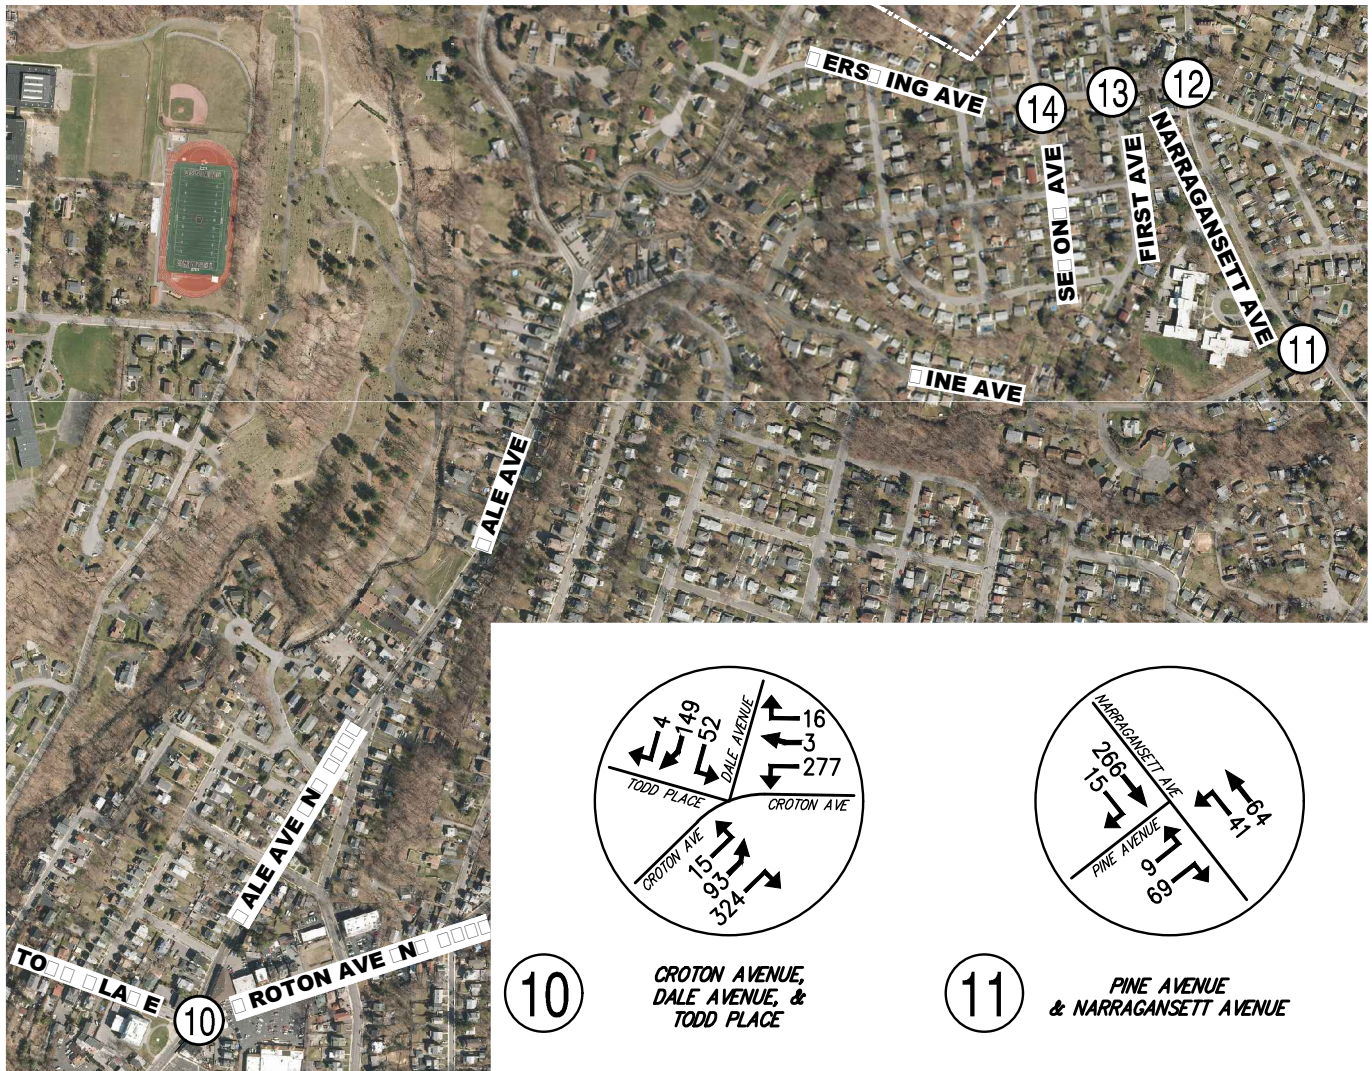 □ERS□ING AVE
14
13
12
SE□ON□ AVE
FIRST AVE
NARRAGANSETT AVE
11
□INE AVE
□ALE AVE
□ALE AVE□N□□□□□
TO□□ □LA□E
10
□ROTON AVE□N□□□□□
4
149
52
DALE AVENUE
16
3
277
TODD PLACE
CROTON AVE
CROTON AVE
15
93
324
10
CROTON AVENUE,
DALE AVENUE, &
TODD PLACE
NARRAGANSETT AVE
266
15
64
41
PINE AVENUE
9
69
11
PINE AVENUE
& NARRAGANSETT AVENUE